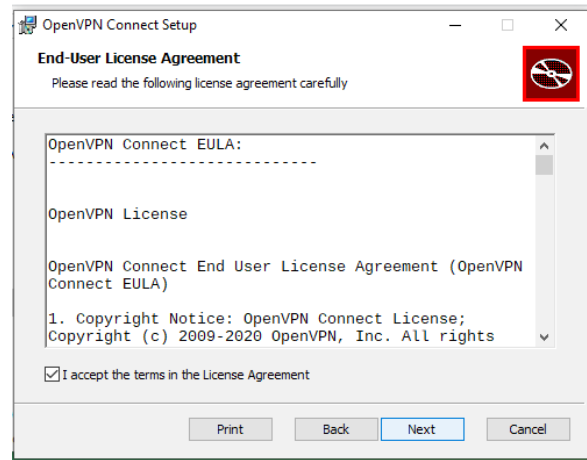 OpenVPN Connect Setup
End-User License Agreement
Please read the following license agreement carefully
OpenVPN Connect EULA:
-----------------------------
OpenVPN License
OpenVPN Connect End User License Agreement (OpenVPN
Connect EULA)
1. Copyright Notice: OpenVPN Connect License;
Copyright (c) 2009-2020 OpenVPN, Inc. All rights
I accept the terms in the License Agreement
Print Back Next Cancel